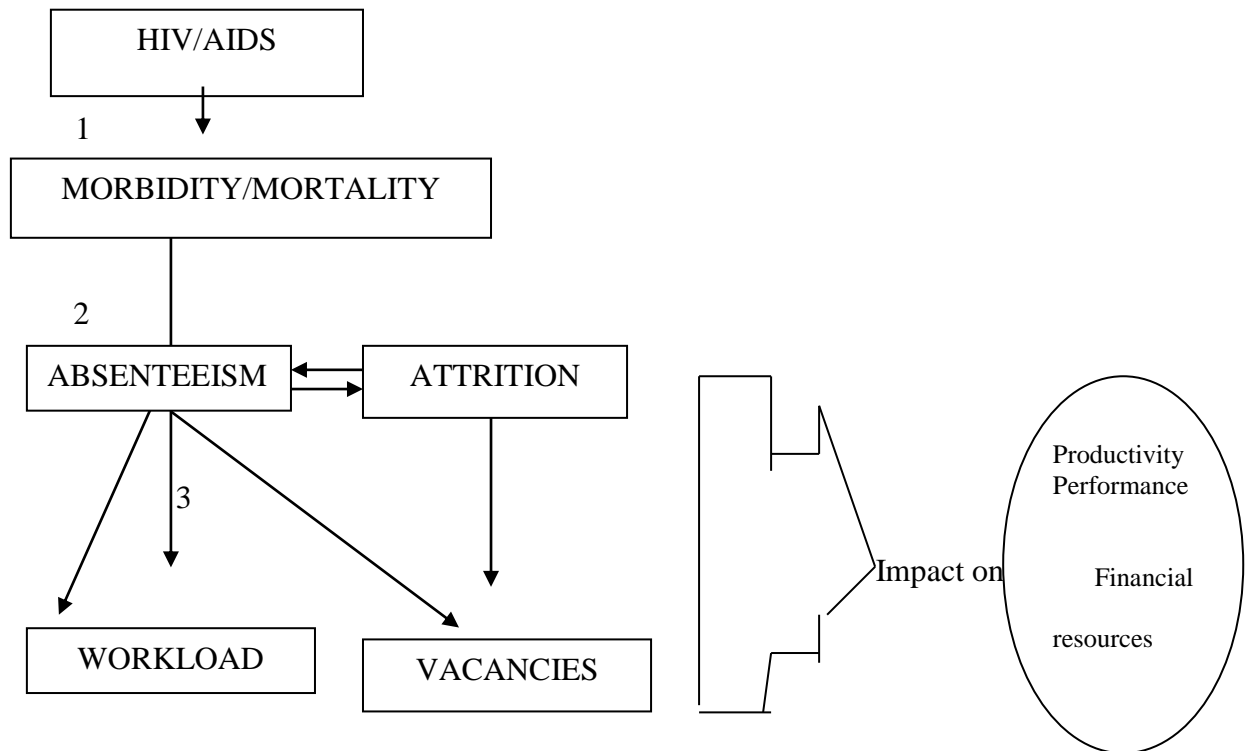 HIV/AIDS
1
MORBIDITY/MORTALITY
2
ABSENTEEISM
ATTRITION
3
WORKLOAD
VACANCIES
Impact on
Productivity
Performance
Financial
resources